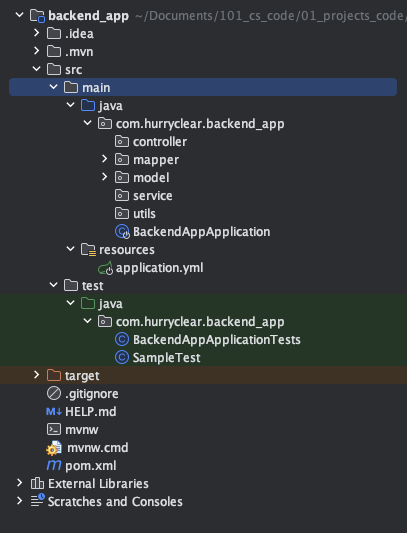 backend_app ~/Documents/101_cs_code/01_projects_code/
.idea
.mvn
src
main
java
com.hurryclear.backend_app
controller
mapper
model
service
utils
BackendAppApplication
resources
application.yml
test
java
com.hurryclear.backend_app
BackendAppApplicationTests
SampleTest
target
.gitignore
M↓ HELP.md
mvnw
mvnw.cmd
m pom.xml
External Libraries
Scratches and Consoles